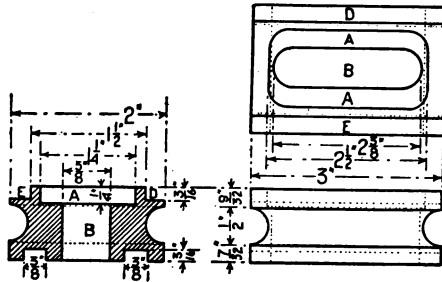 D
A
B
A
E
2"
1 1/2"
1 1/4"
5/8"
2 3/8"
2 1/2"
3"
E A 1/4" D 3/16"
9/32"
B
1/2"
3/16"
7/32"
3/8" 3/8"